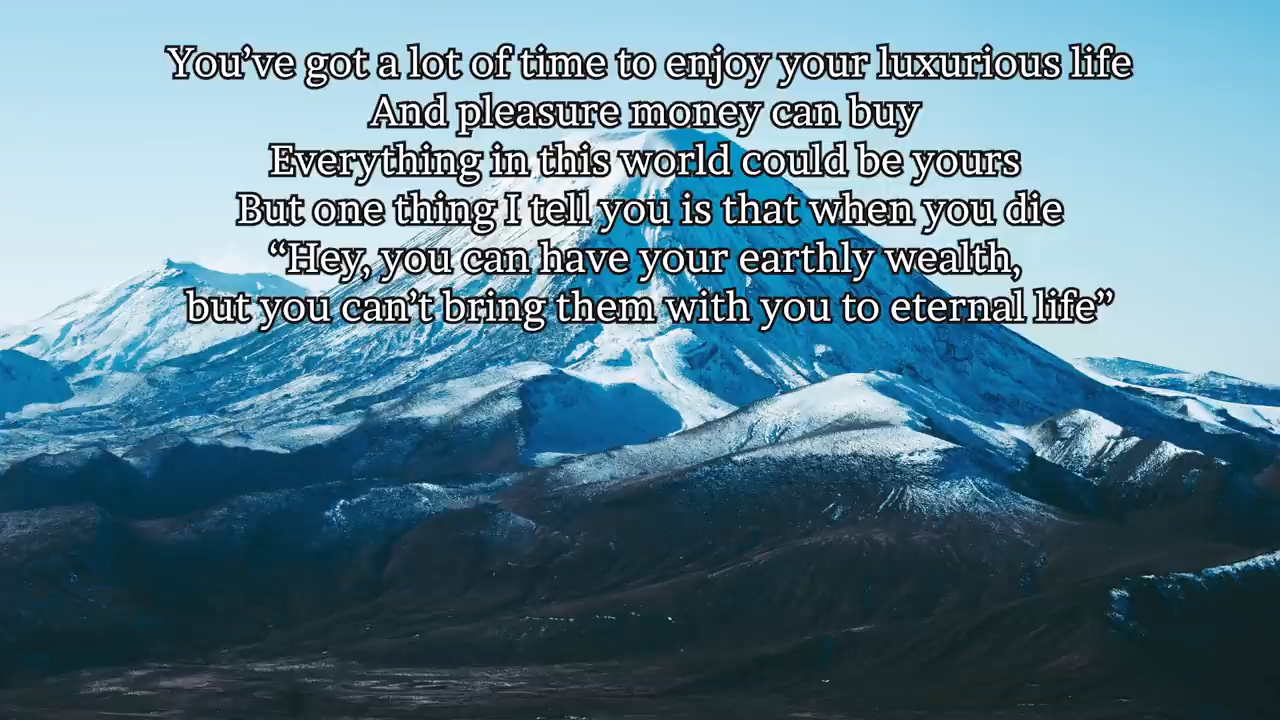 You’ve got a lot of time to enjoy your luxurious life
And pleasure money can buy
Everything in this world could be yours
But one thing I tell you is that when you die
“Hey, you can have your earthly wealth,
but you can’t bring them with you to eternal life”